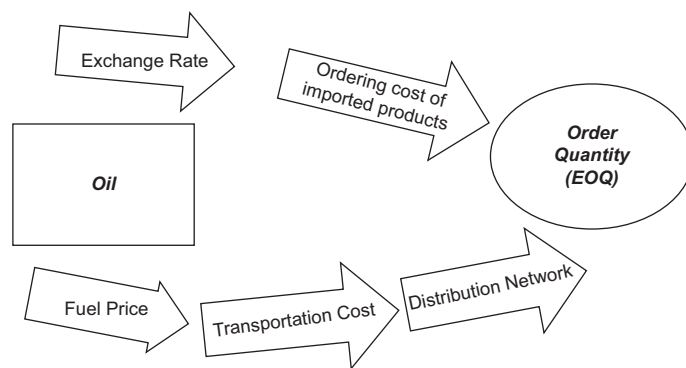 Exchange Rate
Ordering cost of
imported products
Order
Quantity
(EOQ)
Oil
Fuel Price
Transportation Cost
Distribution Network